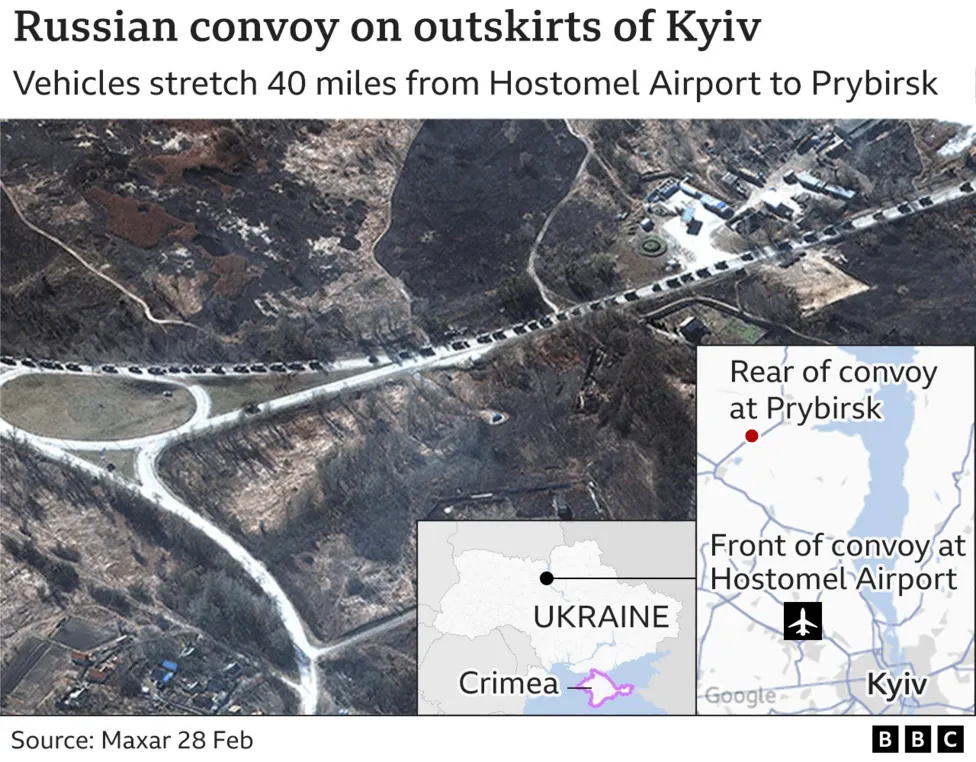 Russian convoy on outskirts of Kyiv
Vehicles stretch 40 miles from Hostomel Airport to Prybirsk
Rear of convoy
at Prybirsk
Front of convoy at
Hostomel Airport
UKRAINE
Crimea
Google
Kyiv
Source: Maxar 28 Feb
BBC